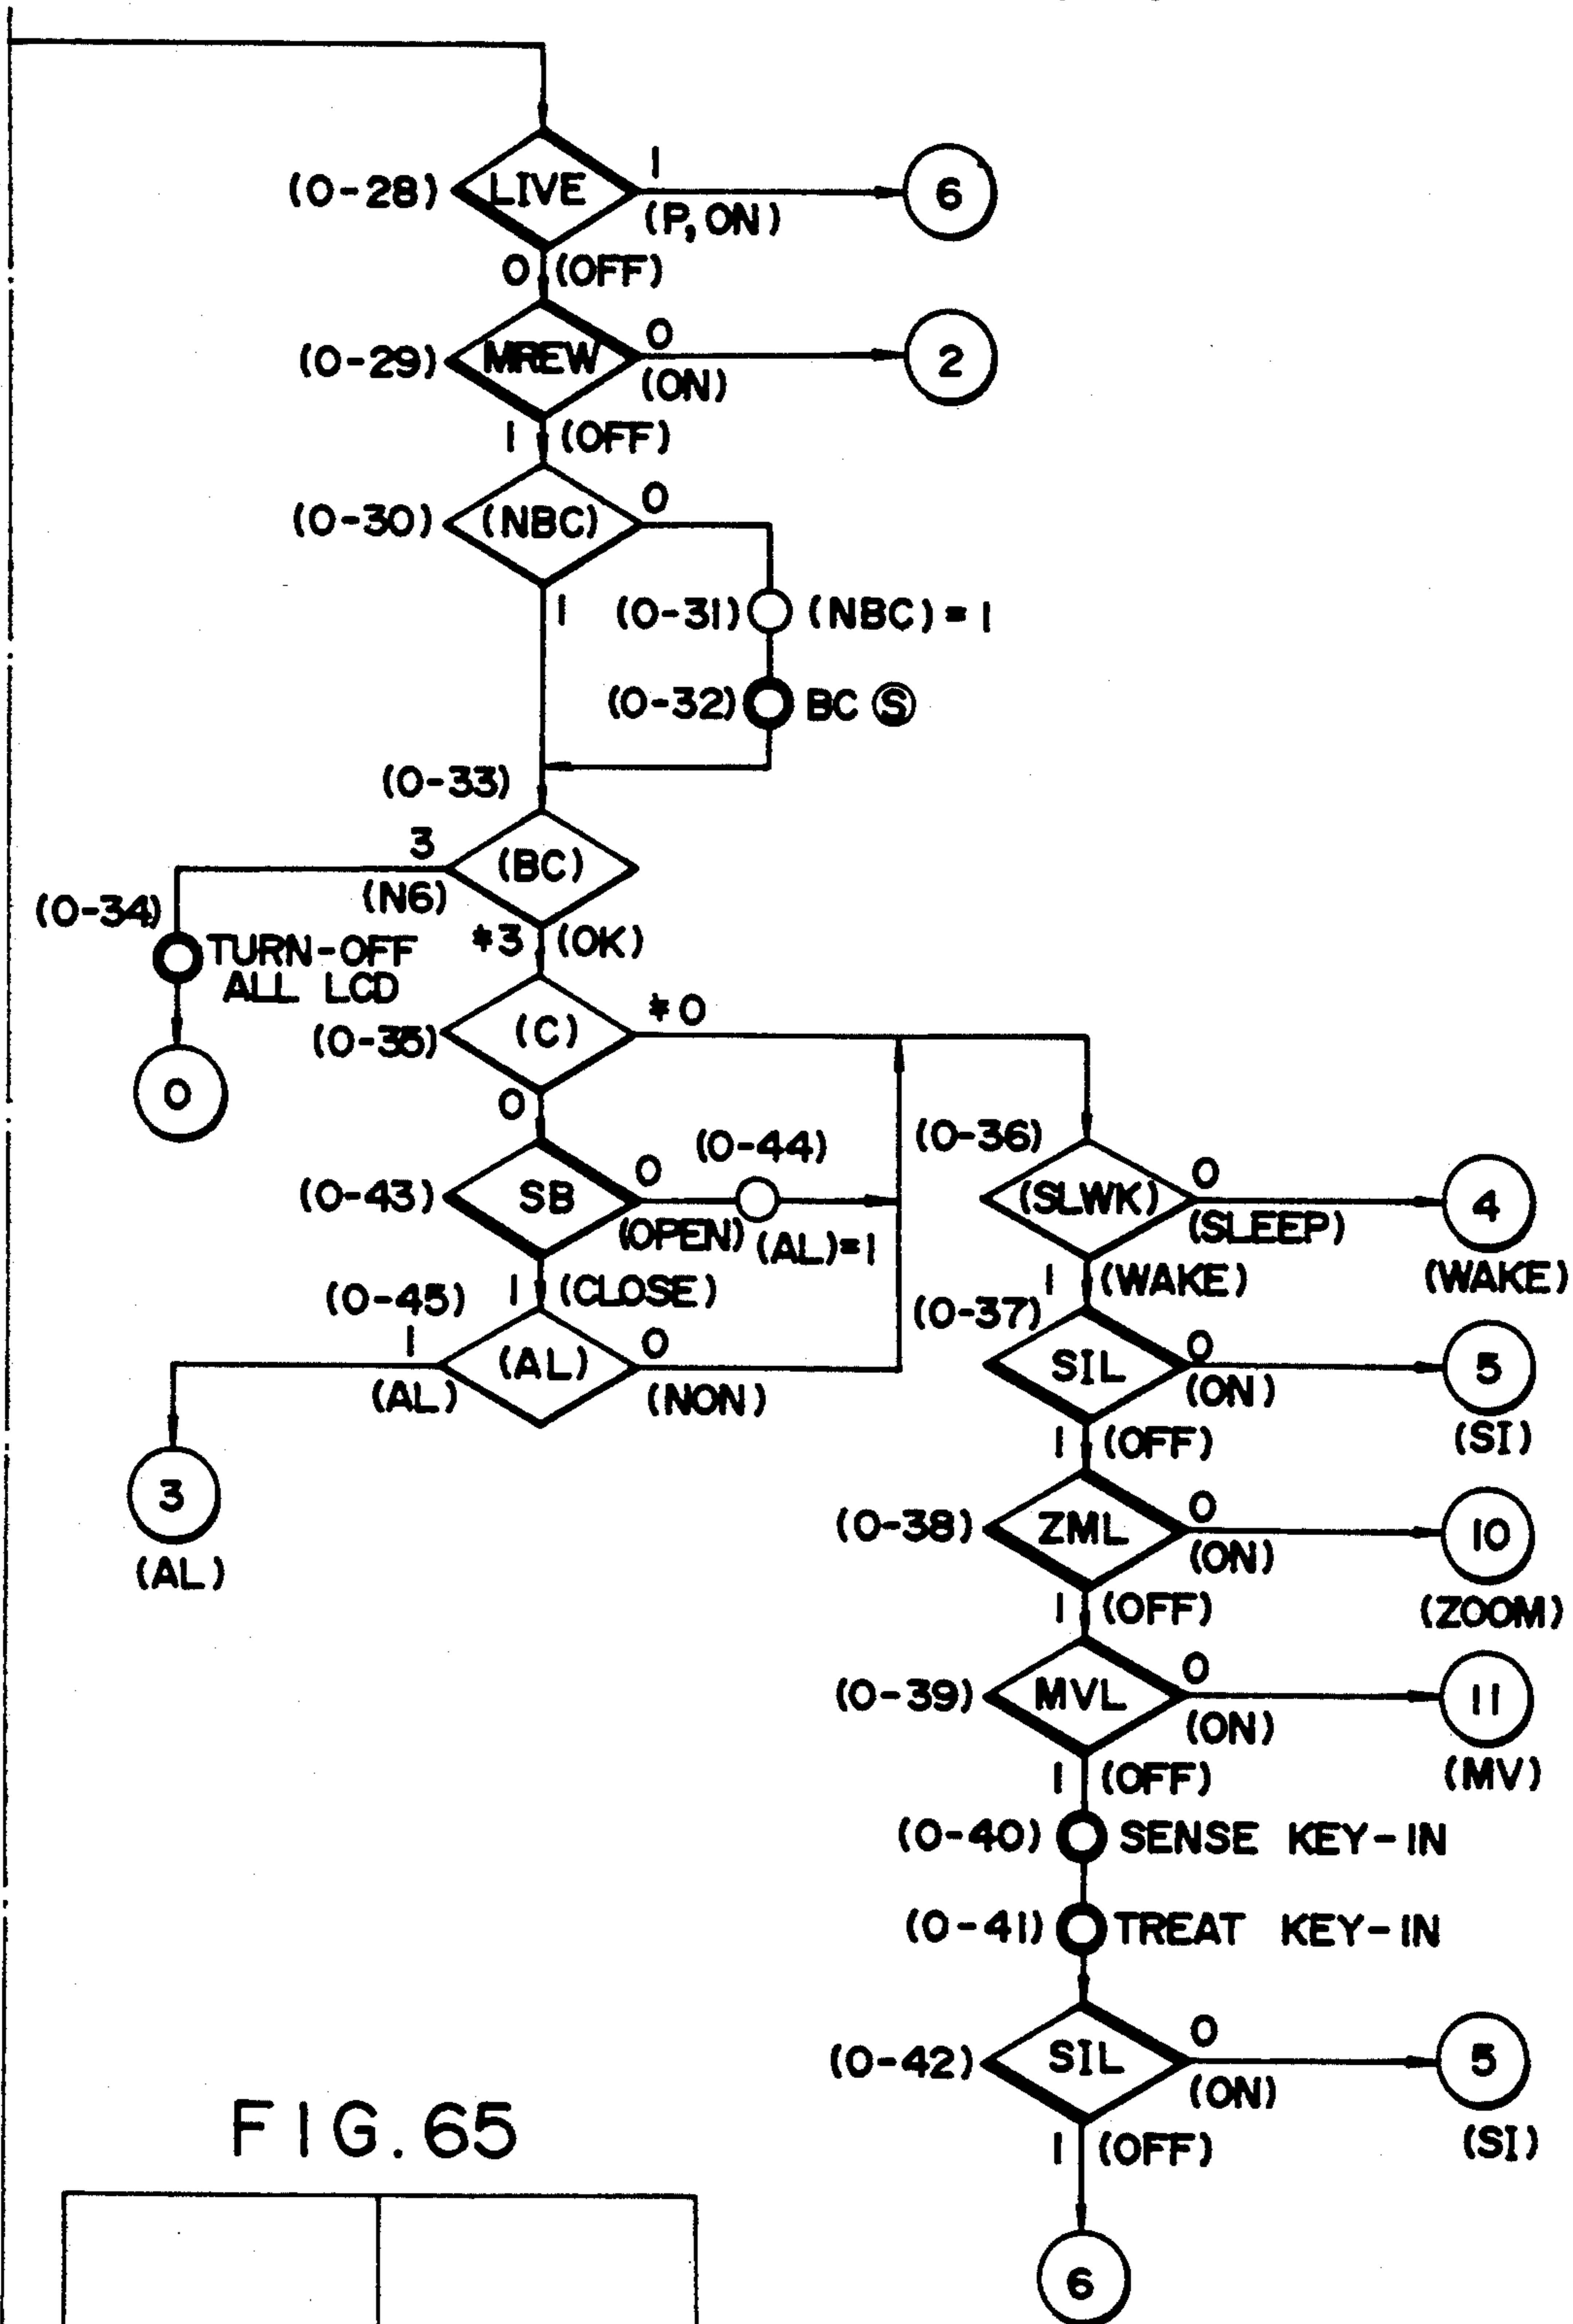 (0-28) LIVE 1 6
(P, ON)
0 (OFF)
(0-29) MREW 0 2
(ON)
1 (OFF)
(0-30) (NBC) 0
1 (0-31) (NBC)=1
(0-32) BC Ⓢ
(0-33)
3 (BC)
(N6)
(0-34) *3 (OK)
TURN-OFF
ALL LCD
(0-35) (C) *0
0
0
(0-43) SB 0 (0-44)
(OPEN) (AL)=1
1 (CLOSE)
(0-45)
1 (AL) 0
(AL) (NON)
3
(AL)
(0-36)
(SLWK) 0 4
(SLEEP) (WAKE)
1 (WAKE)
(0-37)
SIL 0 5
(ON) (SI)
1 (OFF)
(0-38) ZML 0 10
(ON) (ZOOM)
1 (OFF)
(0-39) MVL 0 11
(ON) (MV)
1 (OFF)
(0-40) SENSE KEY-IN
(0-41) TREAT KEY-IN
(0-42) SIL 0 5
(ON) (SI)
1 (OFF)
6
FIG. 65